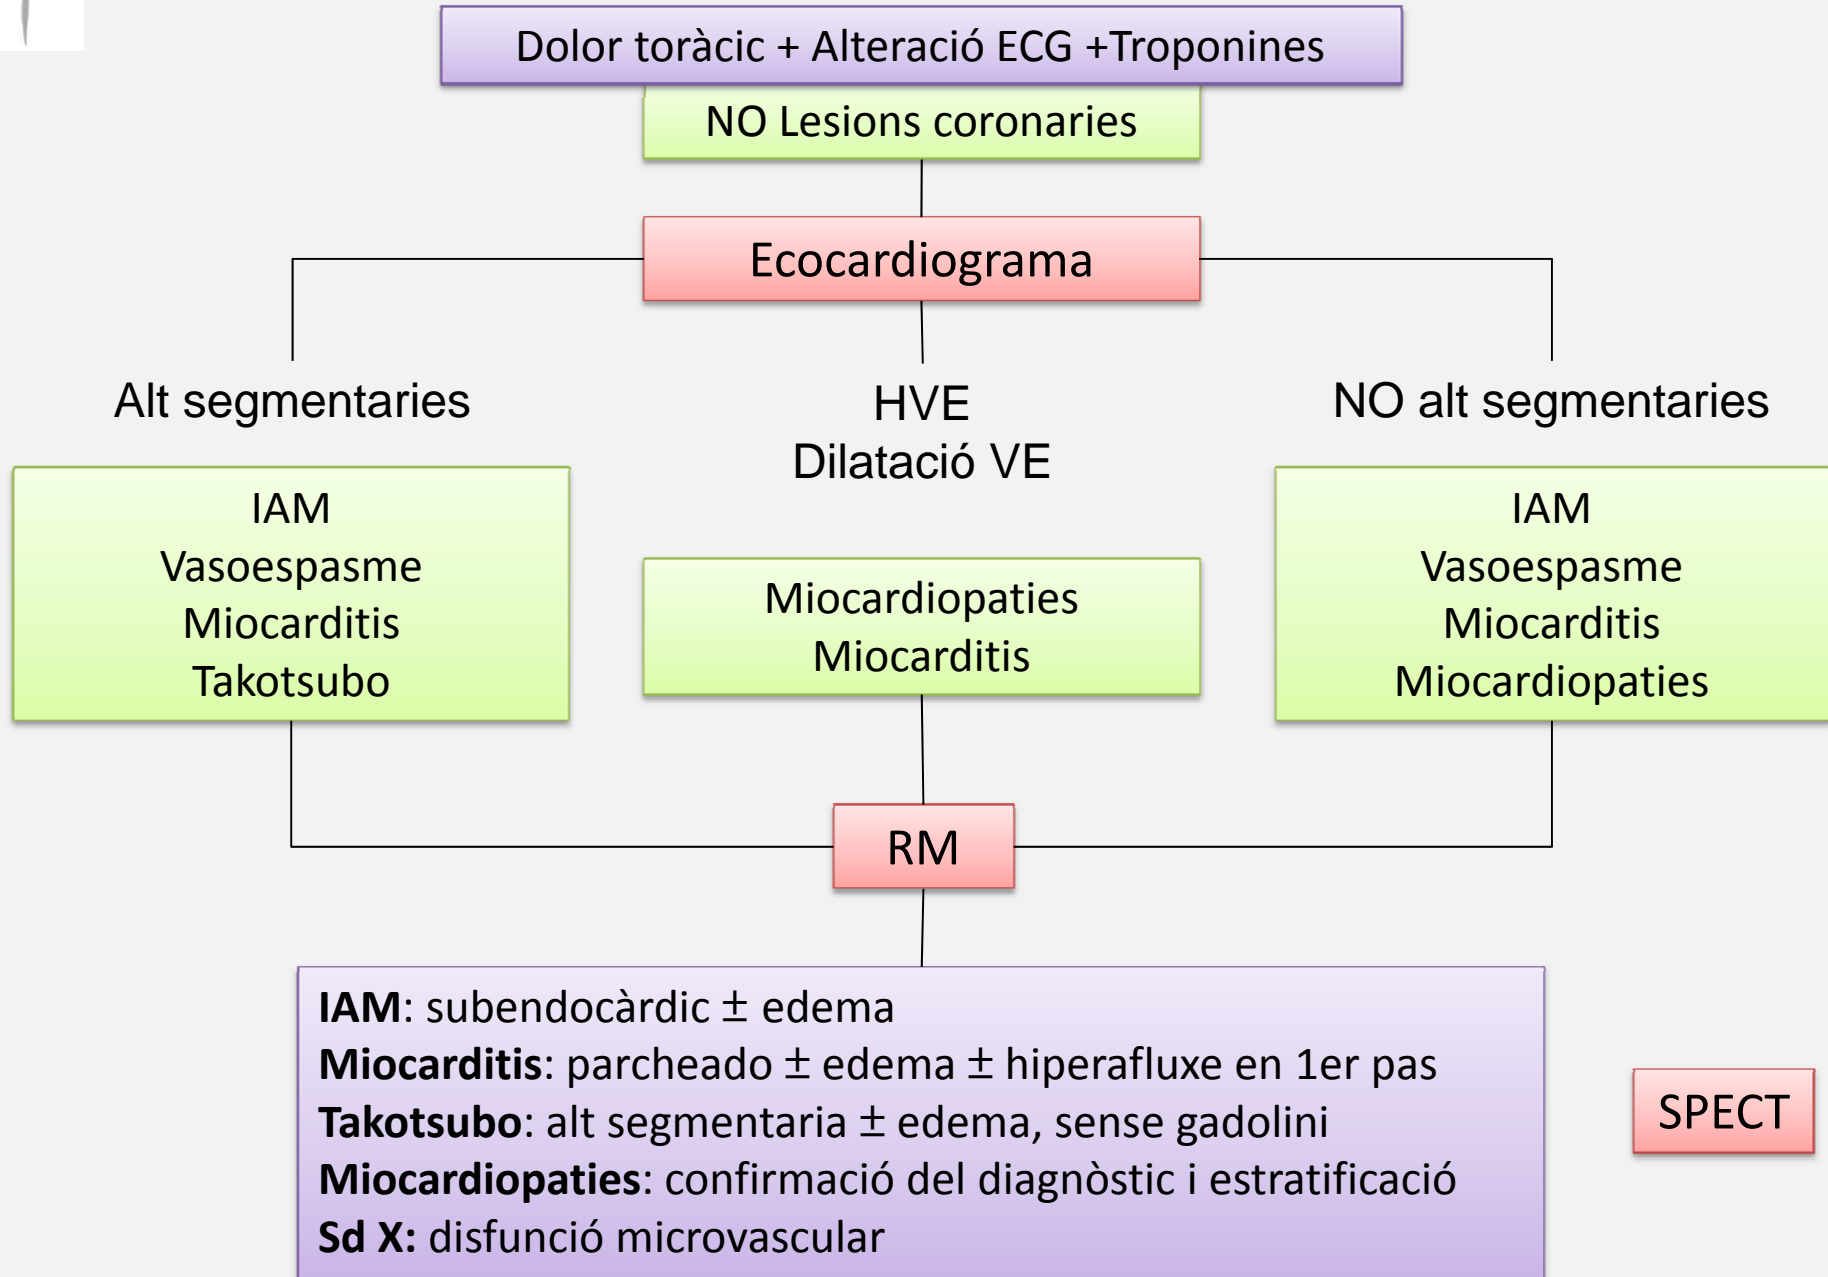 Dolor toràcic + Alteració ECG +Troponines
NO Lesions coronaries
Ecocardiograma
Alt segmentaries
IAM
Vasoespasme
Miocarditis
Takotsubo
HVE
Dilatació VE
Miocardiopaties
Miocarditis
NO alt segmentaries
IAM
Vasoespasme
Miocarditis
Miocardiopaties
RM
IAM: subendocàrdic ± edema
Miocarditis: parcheado ± edema ± hiperafluxe en 1er pas
Takotsubo: alt segmentaria ± edema, sense gadolini
Miocardiopaties: confirmació del diagnòstic i estratificació
Sd X: disfunció microvascular
SPECT